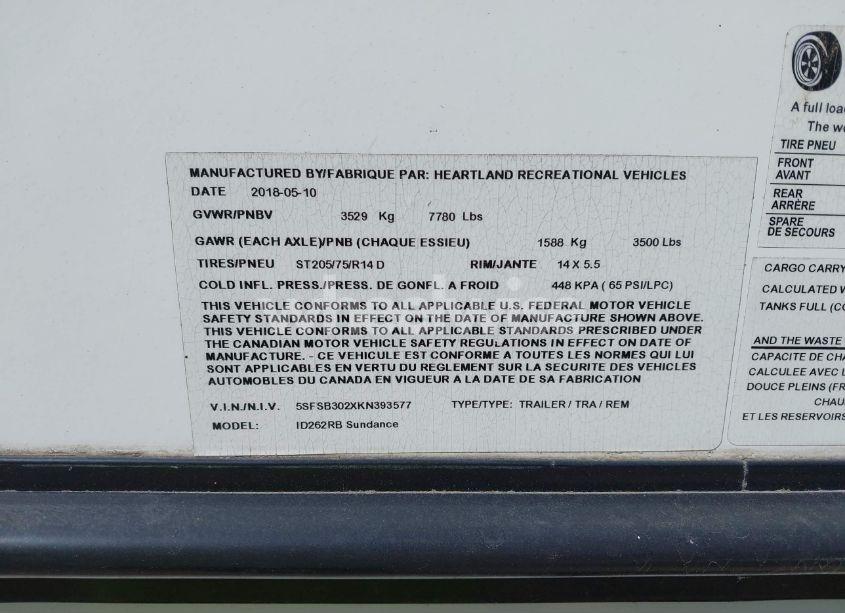 MANUFACTURED BY/FABRIQUE PAR: HEARTLAND RECREATIONAL VEHICLES
DATE 2018-05-10
GVWR/PNBV 3529 Kg 7780 Lbs
GAWR (EACH AXLE)/PNB (CHAQUE ESSIEU) 1588 Kg 3500 Lbs
TIRES/PNEU ST205/75/R14 D RIM/JANTE 14 X 5.5
COLD INFL. PRESS./PRESS. DE GONFL. A FROID 448 KPA ( 65 PSI/LPC)
THIS VEHICLE CONFORMS TO ALL APPLICABLE U.S. FEDERAL MOTOR VEHICLE
SAFETY STANDARDS IN EFFECT ON THE DATE OF MANUFACTURE SHOWN ABOVE.
THIS VEHICLE CONFORMS TO ALL APPLICABLE STANDARDS PRESCRIBED UNDER
THE CANADIAN MOTOR VEHICLE SAFETY REGULATIONS IN EFFECT ON DATE OF
MANUFACTURE. - CE VEHICULE EST CONFORME A TOUTES LES NORMES QUI LUI
SONT APPLICABLES EN VERTU DU REGLEMENT SUR LA SECURITE DES VEHICLES
AUTOMOBILES DU CANADA EN VIGUEUR A LA DATE DE SA FABRICATION
V.I.N./N.I.V. 5SFSB302XKN393577 TYPE/TYPE: TRAILER / TRA / REM
MODEL: ID262RB Sundance
A full loa
The we
TIRE PNEU
FRONT
AVANT
REAR
ARRIÈRE
SPARE
DE SECOURS
CARGO CARRY
CALCULATED W
TANKS FULL (CO
AND THE WASTE
CAPACITE DE CHA
CALCULEE AVEC L
DOUCE PLEINS (FR
CHAU
ET LES RESERVOIRS